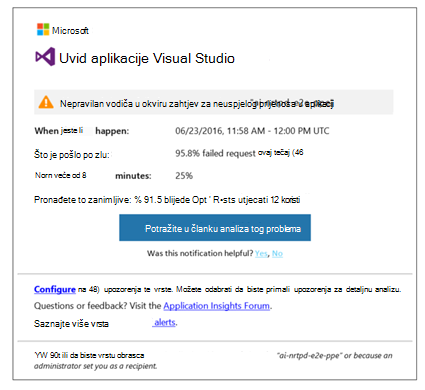 Microsoft
Uvid aplikacije Visual Studio
Nepravilan vodiča u okviru zahtjev za neuspjelog prijenosa u aplikaciji
When jeste li happen: 06/23/2016, 11:58 AM - 12:00 PM UTC
Što je pošlo po zlu: 95.8% failed request ovaj tečaj (46
Norn veće od 8 minutes: 25%
Pronađete to zanimljive: % 91.5 blijede Opt ' R•sts utjecati 12 koristi
Potražite u članku analiza tog problema
Was this notification helpful? Yes, No
Configure na 48) upozorenja te vrste. Možete odabrati da biste primali upozorenja za detaljnu analizu.
Questions or feedback? Visit the Application Insights Forum.
Saznajte više vrsta alerts.
YW 90t ili da biste vrstu obrasca "ai-nrtpd-e2e-ppe" or because an
administrator set you as a recipient.